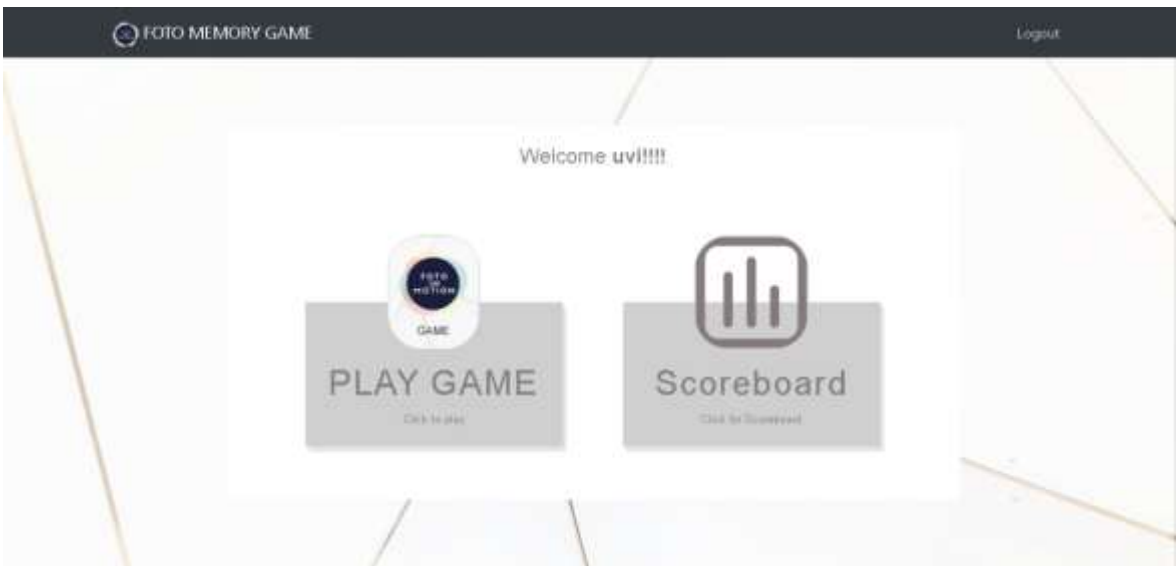 FOTO MEMORY GAME
Logout
Welcome uvi!!!!
FOTO
MOTION
GAME
PLAY GAME
Click to play
Scoreboard
Click for Scoreboard